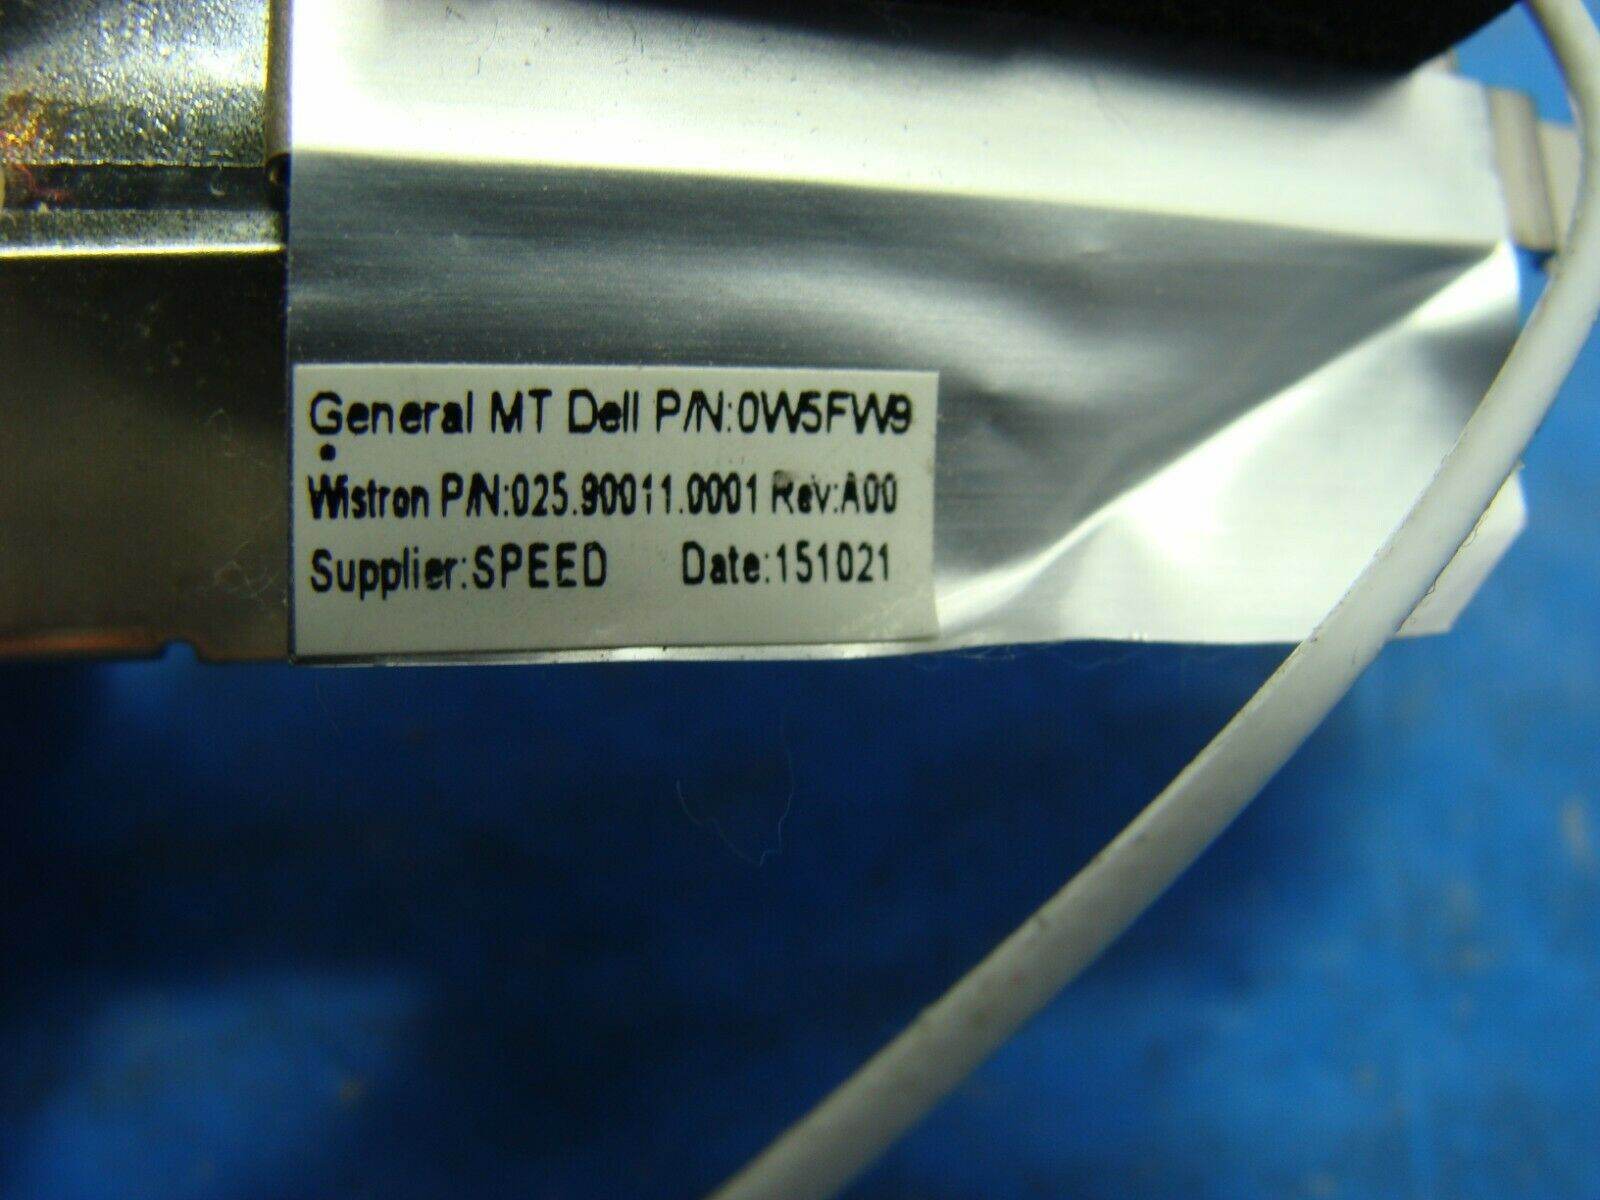 General MT Dell P/N:0W5FW9
Wistron P/N:025.90011.0001 Rev:A00
Supplier:SPEED Date:151021